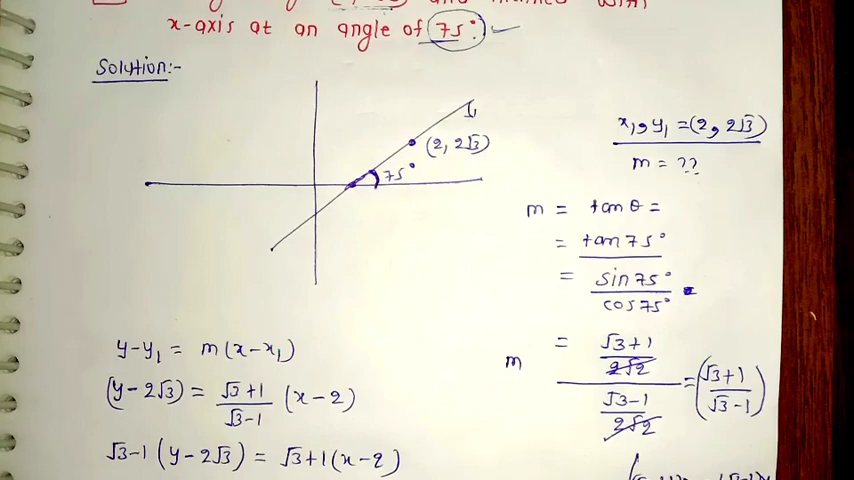 x-axis at an angle of 75°.
Solution:-
(2, 2√3)
75°
x₁, y₁ = (2, 2√3)
m = ??
m = tan θ =
= tan 75°
= sin 75° / cos 75°
m = (√3+1 / 2√2) / (√3-1 / 2√2) = (√3+1 / √3-1)
y-y₁ = m(x-x₁)
(y-2√3) = √3+1 / √3-1 (x-2)
√3-1 (y-2√3) = √3+1 (x-2)